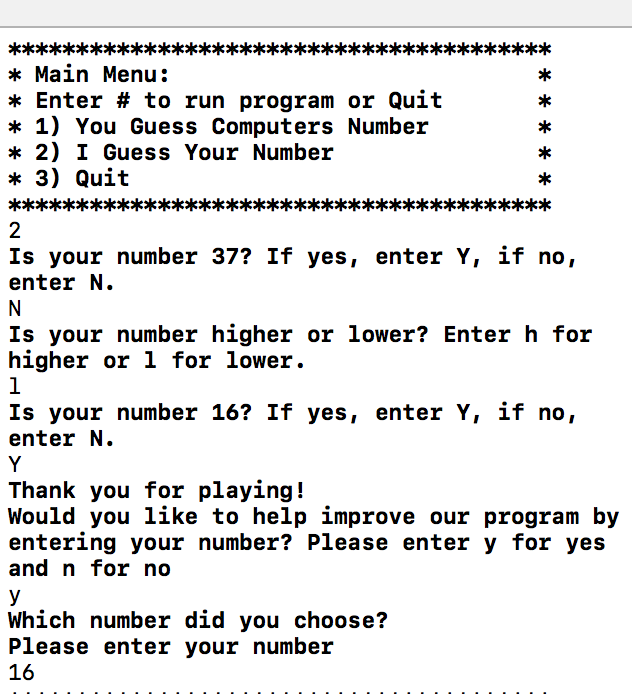 ****************************************
* Main Menu:                           *
* Enter # to run program or Quit       *
* 1) You Guess Computers Number        *
* 2) I Guess Your Number               *
* 3) Quit                              *
****************************************
2
Is your number 37? If yes, enter Y, if no,
enter N.
N
Is your number higher or lower? Enter h for
higher or l for lower.
l
Is your number 16? If yes, enter Y, if no,
enter N.
Y
Thank you for playing!
Would you like to help improve our program by
entering your number? Please enter y for yes
and n for no
y
Which number did you choose?
Please enter your number
16